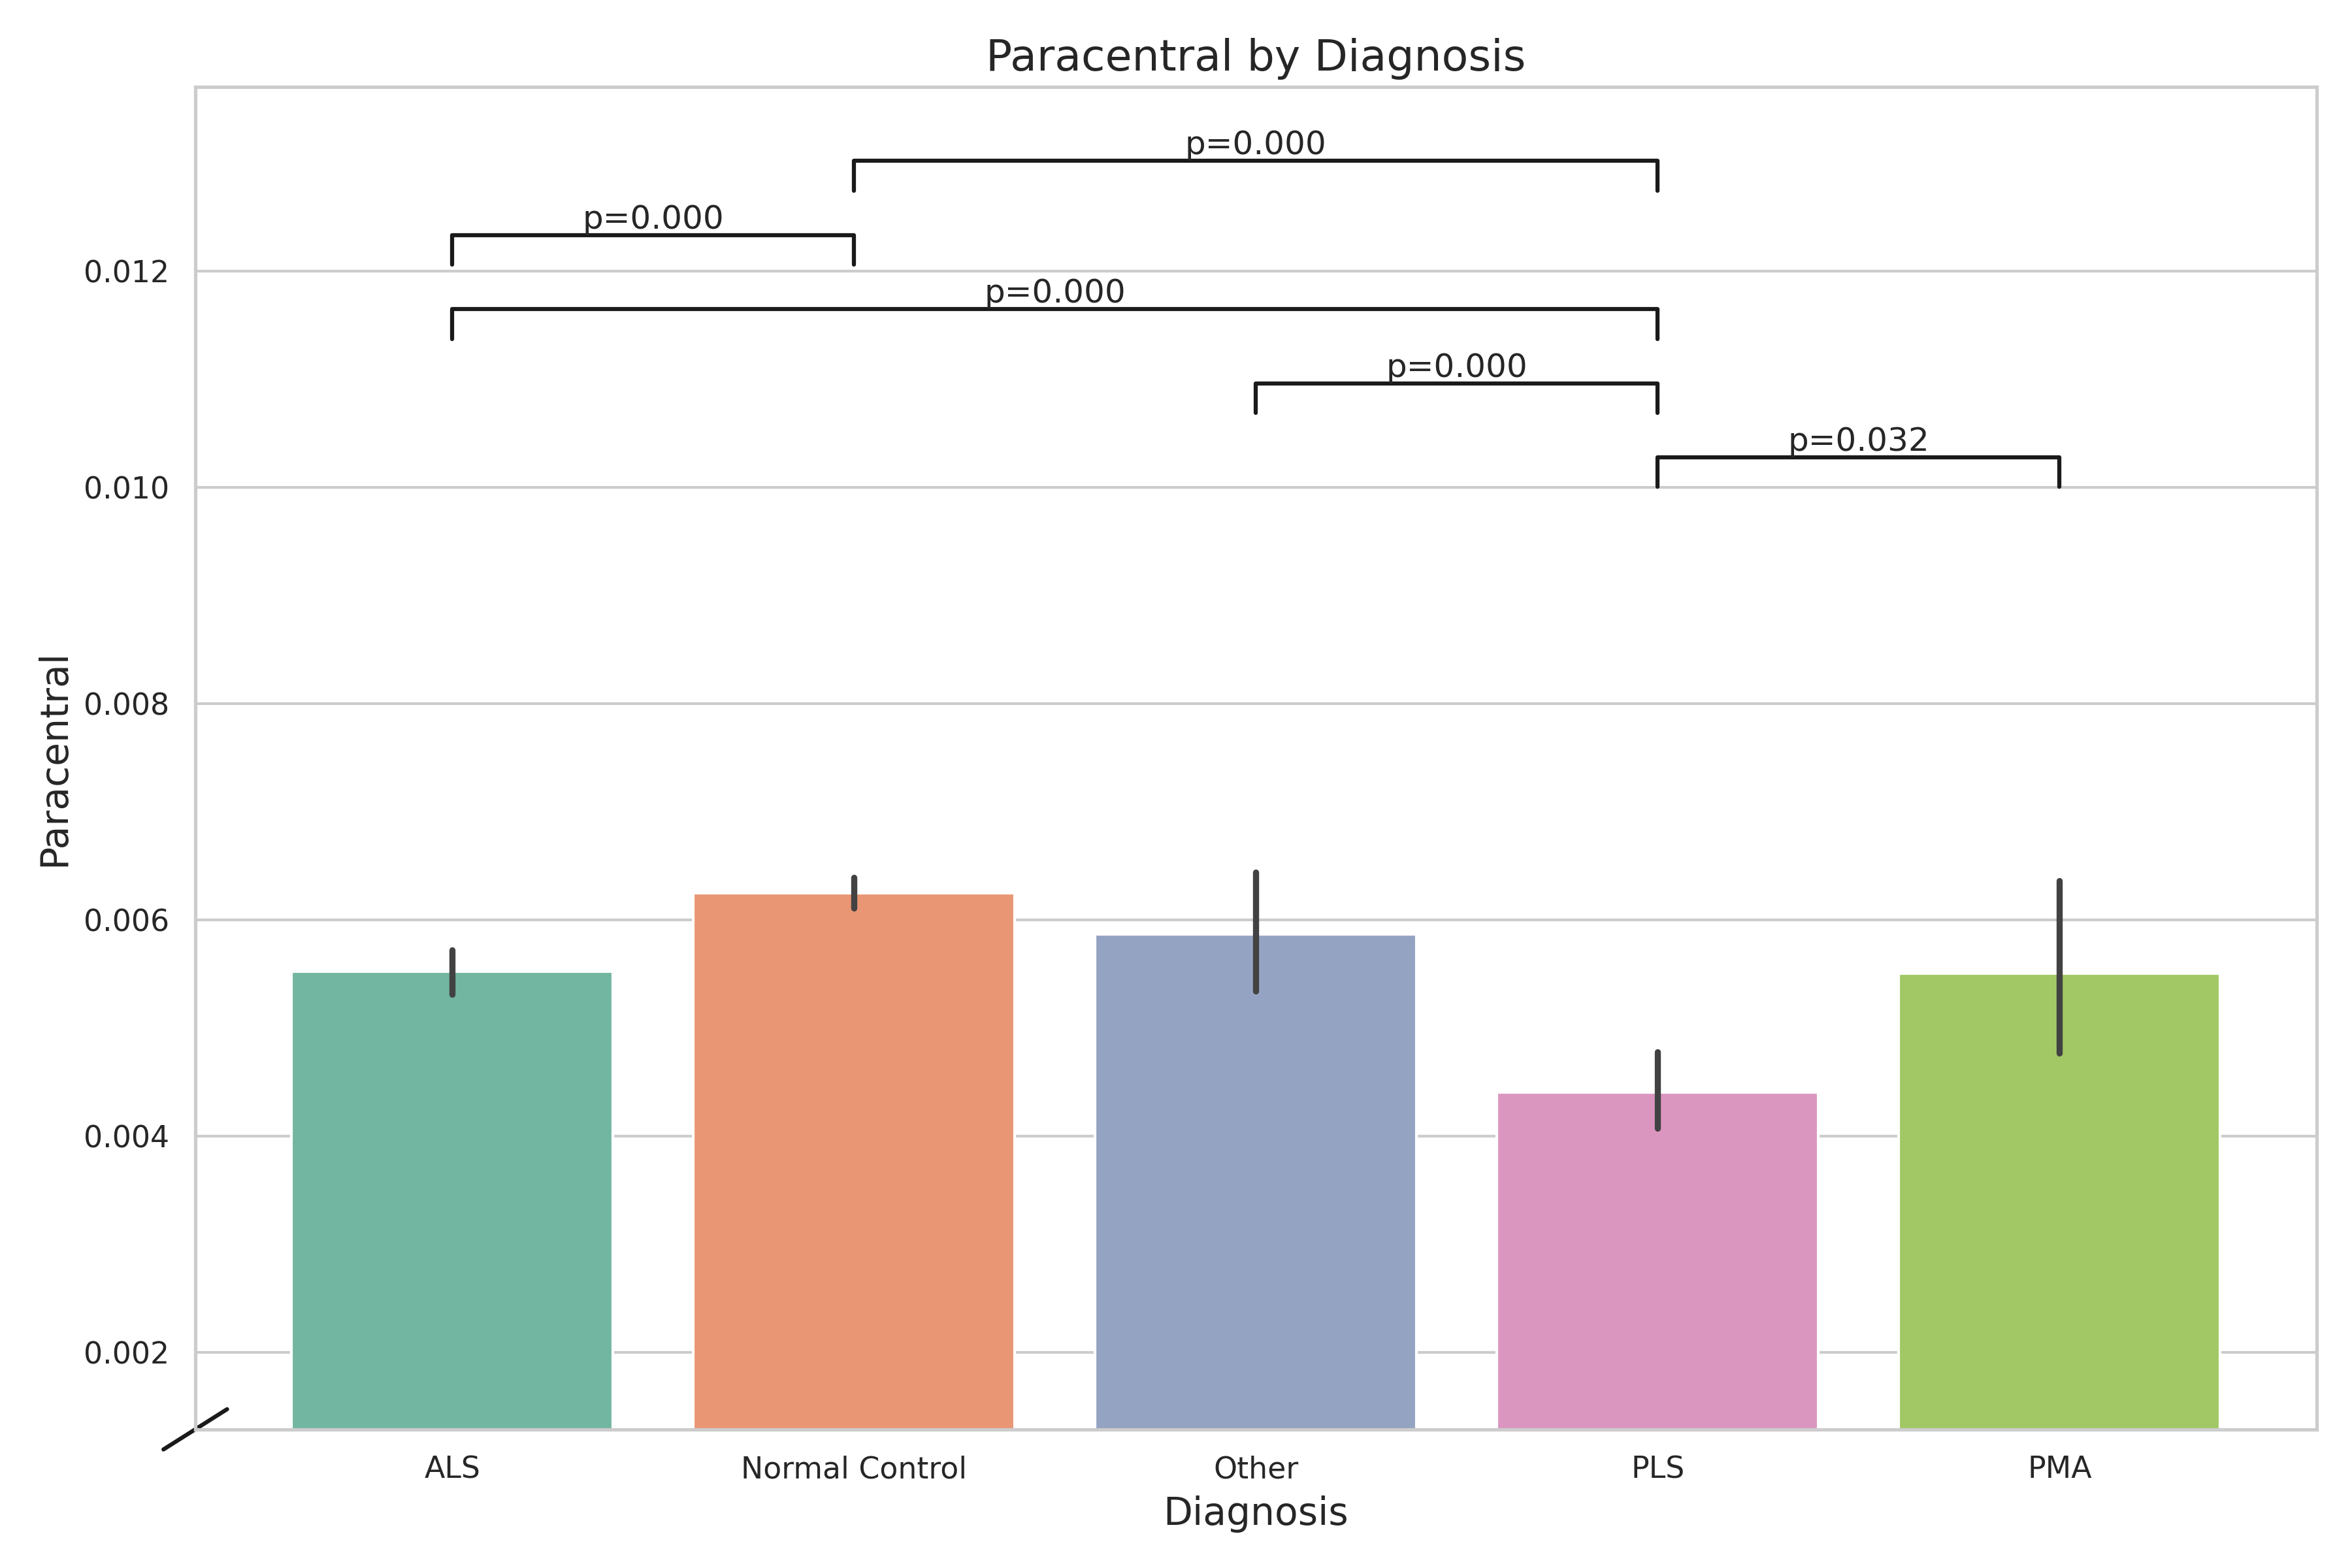 Paracentral by Diagnosis
p=0.000
p=0.000
p=0.000
p=0.000
p=0.032
0.012
0.010
0.008
0.006
0.004
0.002
Paracentral
ALS
Normal Control
Other
PLS
PMA
Diagnosis